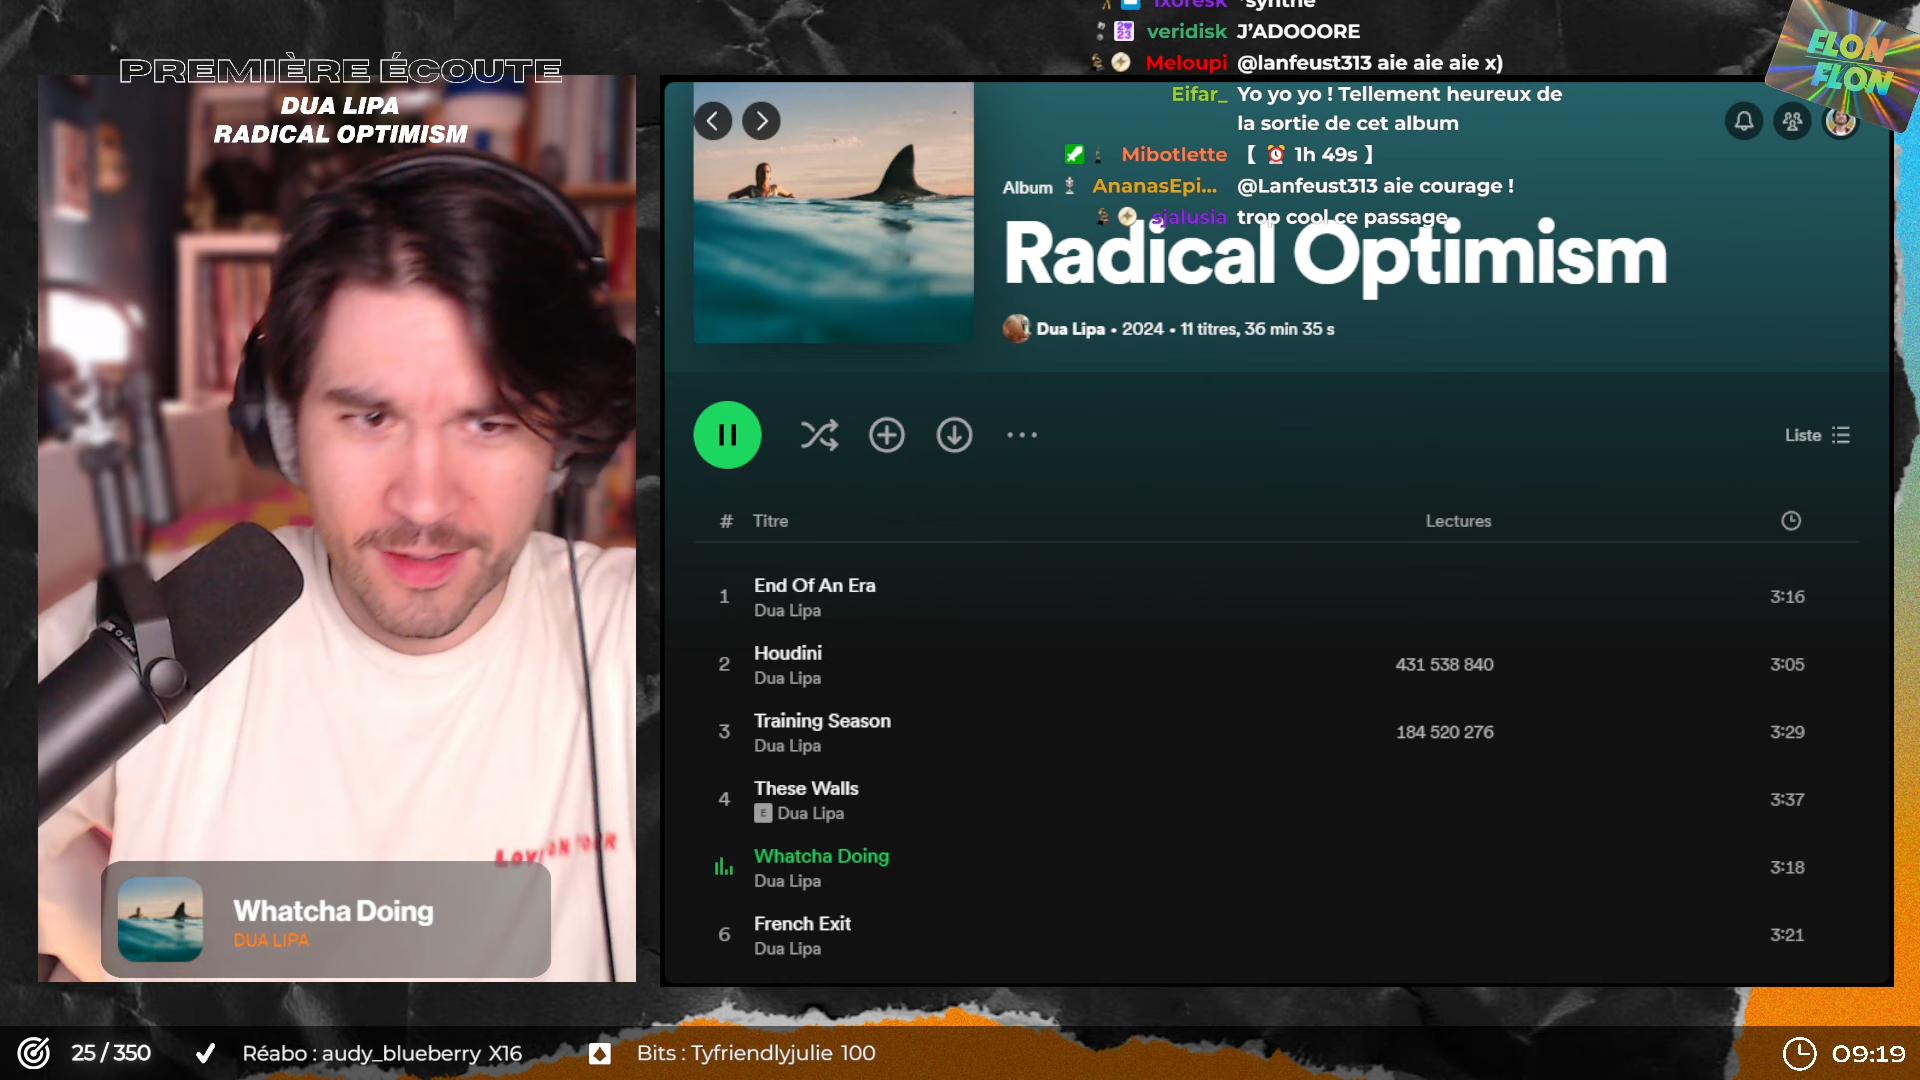 PREMIÈRE ÉCOUTE
DUA LIPA
RADICAL OPTIMISM
ixoresk *synthé
veridisk J'ADOOORE
Meloupi @lanfeust313 aie aie aie x)
Eifar_ Yo yo yo ! Tellement heureux de
la sortie de cet album
Mibotlette 【 ⏰ 1h 49s 】
AnanasEpi... @Lanfeust313 aie courage !
sjalusia trop cool ce passage
FLON
FLON
Album
Radical Optimism
Dua Lipa • 2024 • 11 titres, 36 min 35 s
Liste
# Titre Lectures
1 End Of An Era 3:16
Dua Lipa
2 Houdini 431 538 840 3:05
Dua Lipa
3 Training Season 184 520 276 3:29
Dua Lipa
4 These Walls 3:37
E Dua Lipa
Whatcha Doing 3:18
Dua Lipa
6 French Exit 3:21
Dua Lipa
Whatcha Doing
DUA LIPA
25 / 350 Réabo : audy_blueberry X16 Bits : Tyfriendlyjulie 100 09:19